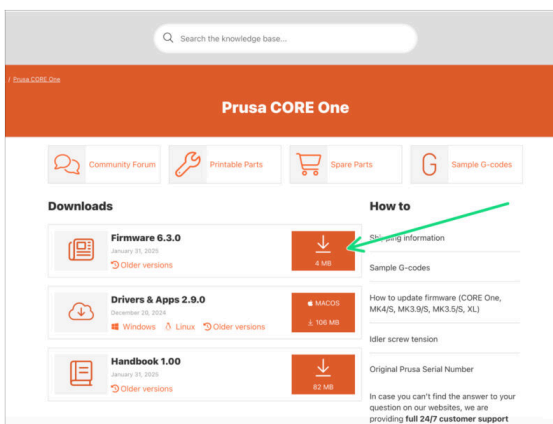 Search the knowledge base...
/ Prusa CORE One
Prusa CORE One
Community Forum
Printable Parts
Spare Parts
G
Sample G-codes
Downloads
Firmware 6.3.0
January 31, 2025
Older versions
4 MB
Drivers & Apps 2.9.0
December 20, 2024
Windows Linux Older versions
MACOS
106 MB
Handbook 1.00
January 31, 2025
Older versions
82 MB
How to
Shipping information
Sample G-codes
How to update firmware (CORE One,
MK4/S, MK3.9/S, MK3.5/S, XL)
Idler screw tension
Original Prusa Serial Number
In case you can't find the answer to your
question on our websites, we are
providing full 24/7 customer support